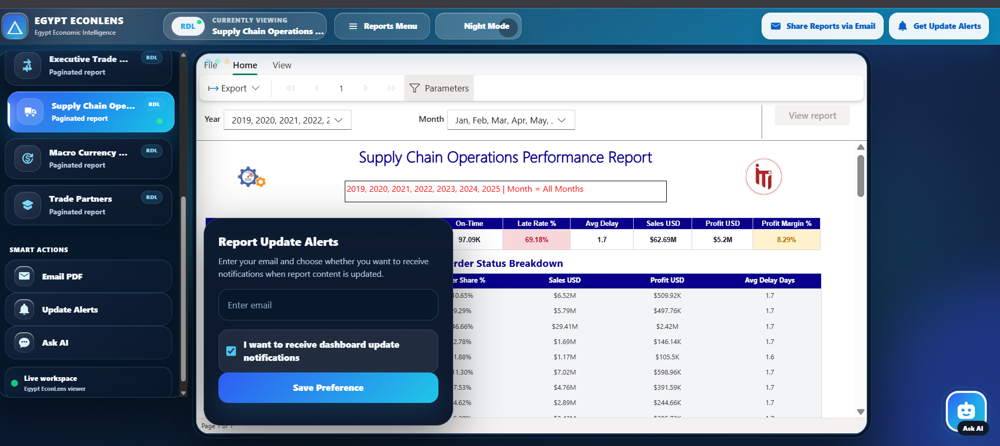 EGYPT ECONLENS
Egypt Economic Intelligence
RDL
CURRENTLY VIEWING
Supply Chain Operations ...
Reports Menu
Night Mode
Share Reports via Email
Get Update Alerts
Executive Trade ...
RDL
Paginated report
Supply Chain Ope...
RDL
Paginated report
Macro Currency ...
RDL
Paginated report
Trade Partners
RDL
Paginated report
SMART ACTIONS
Email PDF
Update Alerts
Ask AI
Live workspace
Egypt EconLens viewer
File Home View
Export 1 Parameters
Year 2019, 2020, 2021, 2022, 2
Month Jan, Feb, Mar, Apr, May, .
View report
Supply Chain Operations Performance Report
iTi
2019, 2020, 2021, 2022, 2023, 2024, 2025 | Month = All Months
On-Time Late Rate % Avg Delay Sales USD Profit USD Profit Margin %
97.09K 69.18% 1.7 $62.69M $5.2M 8.29%
rder Status Breakdown
er Share % Sales USD Profit USD Avg Delay Days
10.65% $6.52M $509.92K 1.7
9.29% $5.79M $497.76K 1.7
46.66% $29.41M $2.42M 1.7
2.78% $1.69M $146.14K 1.7
1.88% $1.17M $105.5K 1.6
11.30% $7.02M $598.96K 1.7
7.53% $4.76M $391.59K 1.7
4.62% $2.89M $244.66K 1.7
Report Update Alerts
Enter your email and choose whether you want to receive
notifications when report content is updated.
Enter email
I want to receive dashboard update
notifications
Save Preference
Page 1 of 1
Ask AI